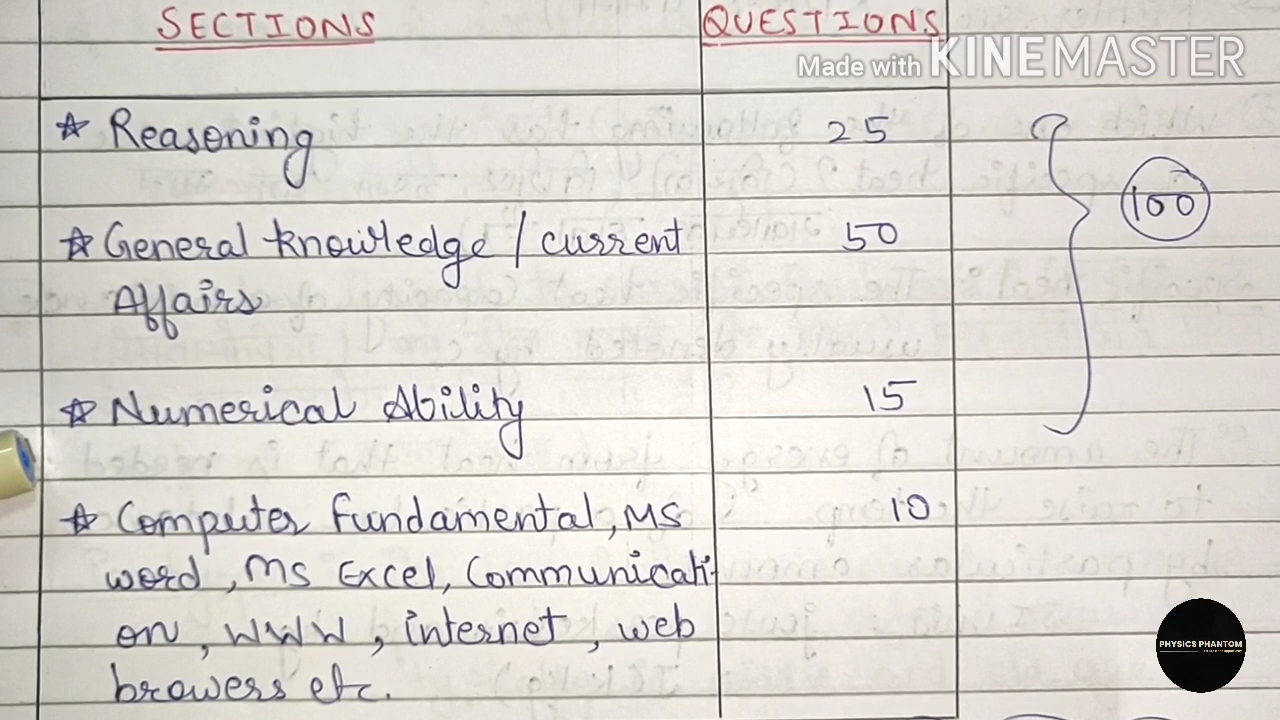 SECTIONS QUESTIONS
Made with KINEMASTER
☆ Reasoning 25
100
☆ General Knowledge / current 50
Affairs
☆ Numerical Ability 15
☆ Computer Fundamental, MS 10
word, MS Excel, Communicati-
on, WWW, internet, web
browers etc.
PHYSICS PHANTOM